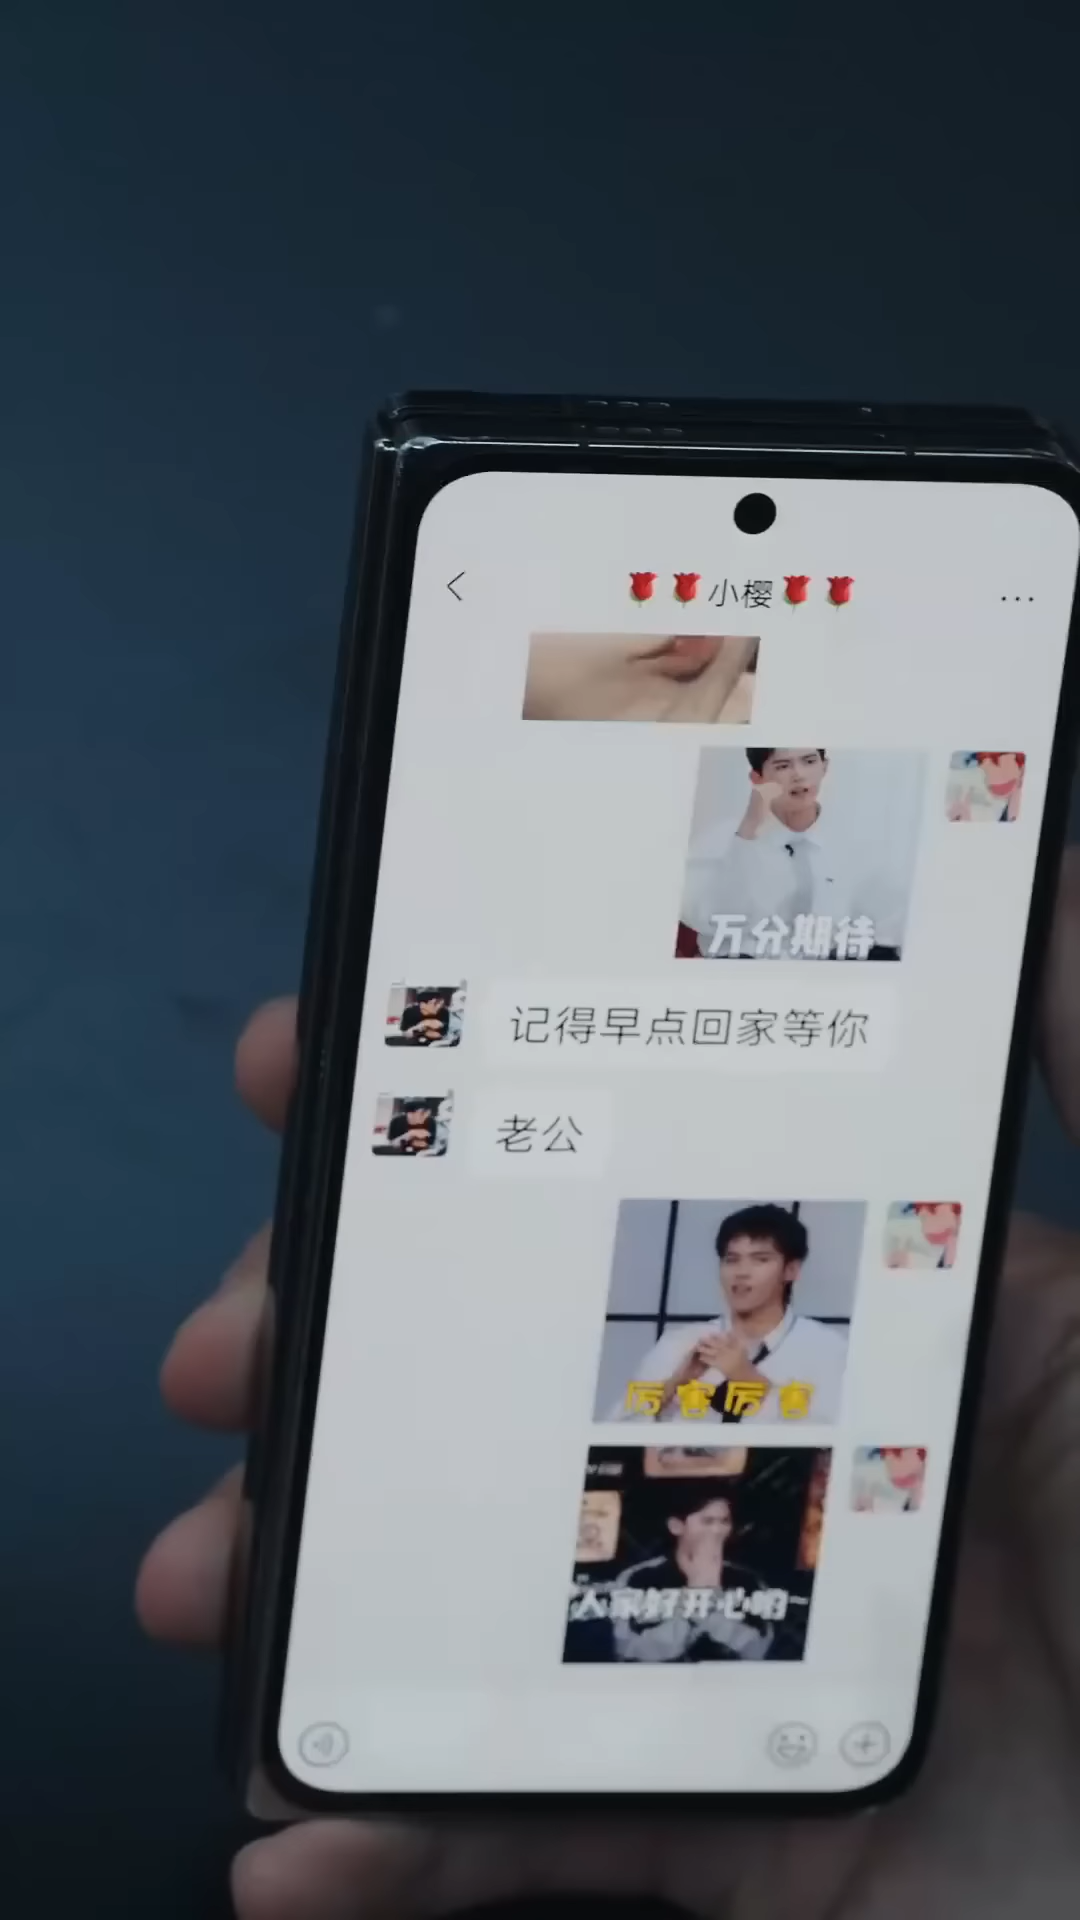 🌹🌹小樱🌹🌹
万分期待
记得早点回家等你
老公
厉害厉害
人家好开心哟~